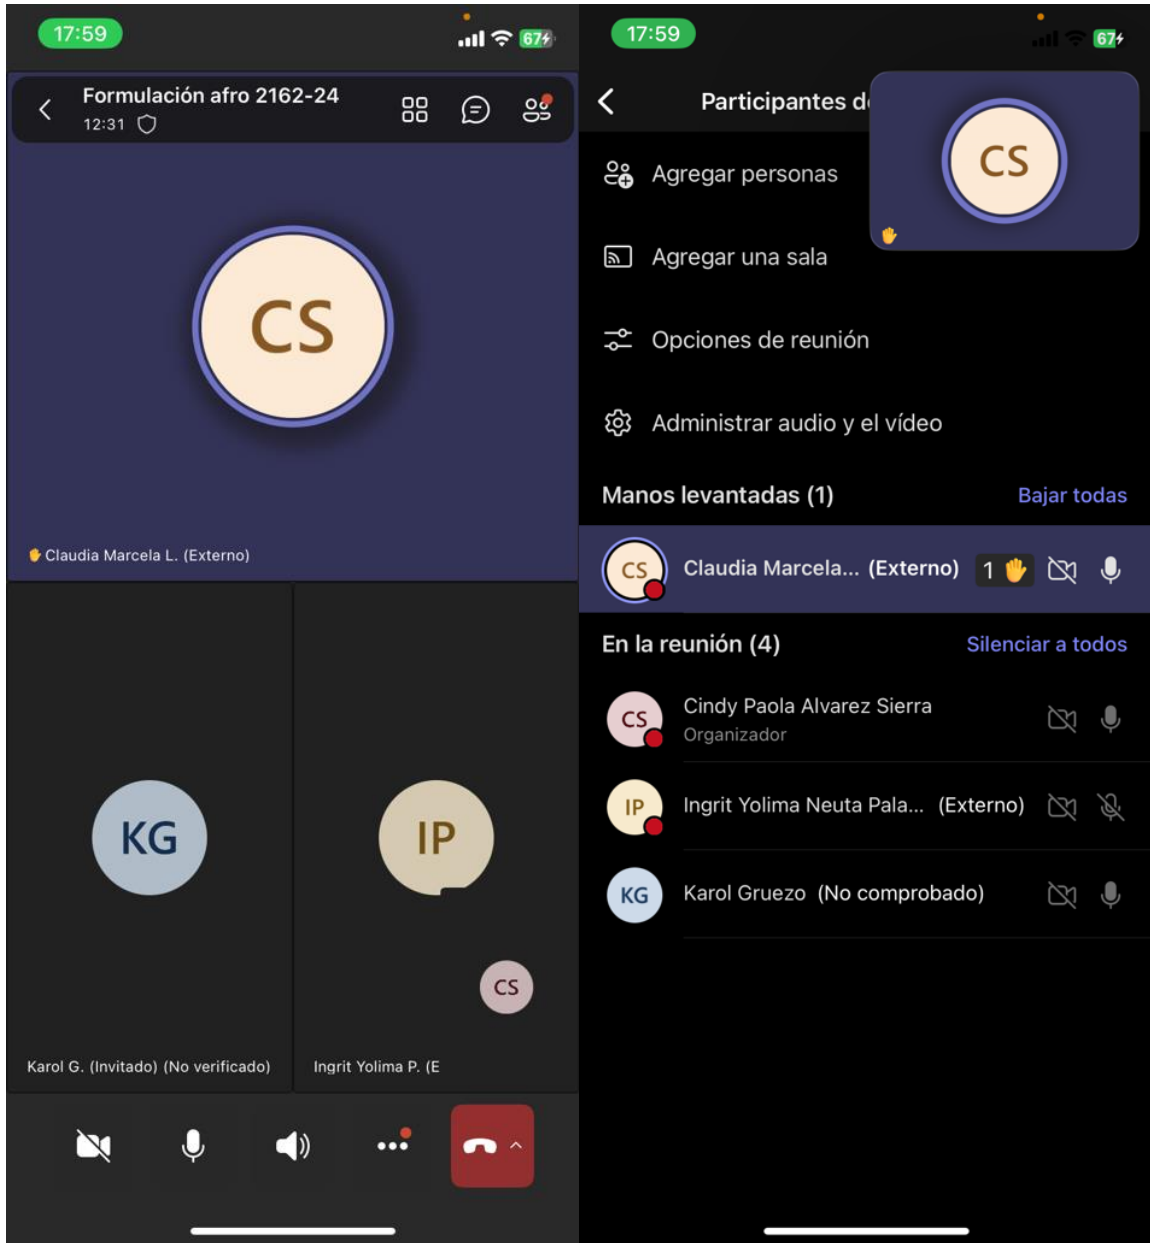 17:59
67
Formulación afro 2162-24
12:31
CS
Claudia Marcela L. (Externo)
KG
IP
CS
Karol G. (Invitado) (No verificado)
Ingrit Yolima P. (E
17:59
67
Participantes d
CS
Agregar personas
Agregar una sala
Opciones de reunión
Administrar audio y el vídeo
Manos levantadas (1)
Bajar todas
CS
Claudia Marcela... (Externo)
1
En la reunión (4)
Silenciar a todos
CS
Cindy Paola Alvarez Sierra
Organizador
IP
Ingrit Yolima Neuta Pala... (Externo)
KG
Karol Gruezo (No comprobado)